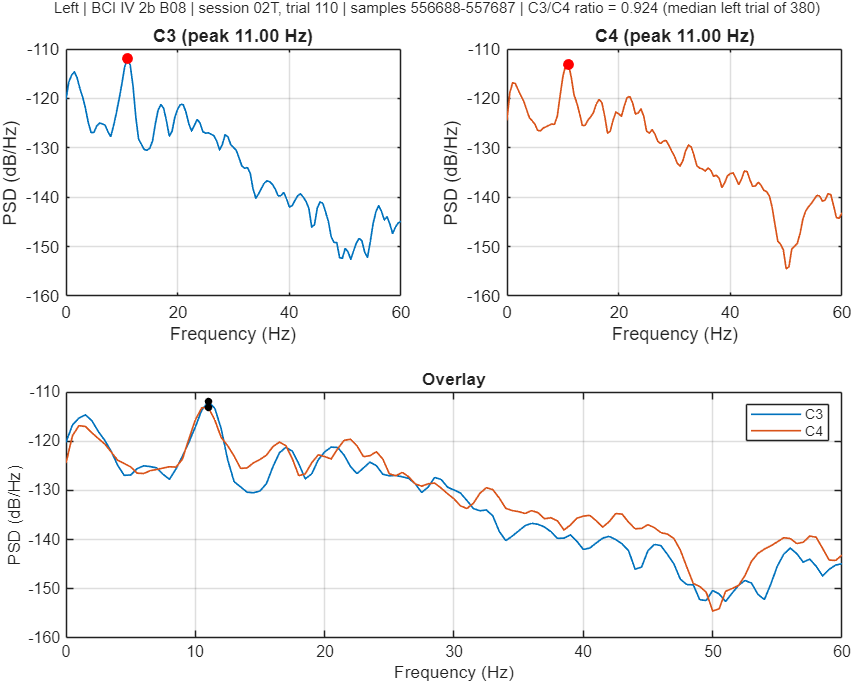 Left | BCI IV 2b B08 | session 02T, trial 110 | samples 556688-557687 | C3/C4 ratio = 0.924 (median left trial of 380)
C3 (peak 11.00 Hz)
-110
-120
-130
-140
-150
-160
PSD (dB/Hz)
0 20 40 60
Frequency (Hz)
C4 (peak 11.00 Hz)
-110
-120
-130
-140
-150
-160
PSD (dB/Hz)
0 20 40 60
Frequency (Hz)
Overlay
-110
-120
-130
-140
-150
-160
PSD (dB/Hz)
C3
C4
0 10 20 30 40 50 60
Frequency (Hz)